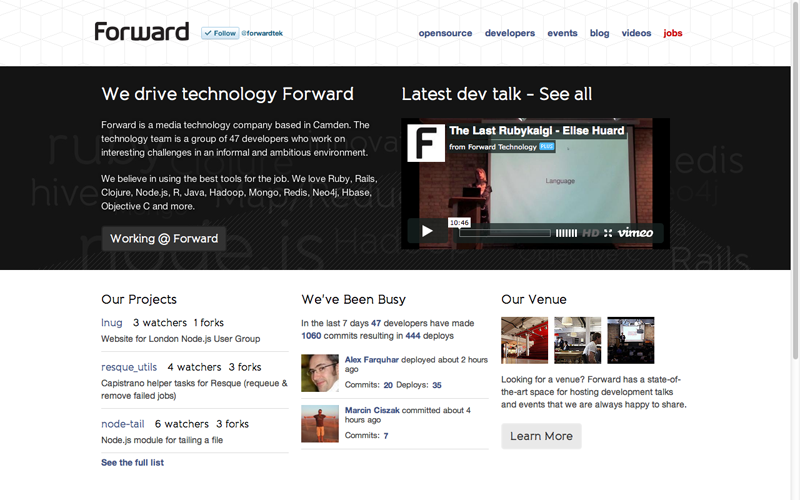 Forward
Follow @forwardtek
opensource developers events blog videos jobs
We drive technology Forward
Forward is a media technology company based in Camden. The
technology team is a group of 47 developers who work on
interesting challenges in an informal and ambitious environment.
We believe in using the best tools for the job. We love Ruby, Rails,
Clojure, Node.js, R, Java, Hadoop, Mongo, Redis, Neo4j, Hbase,
Objective C and more.
Working @ Forward
Latest dev talk - See all
F
The Last Rubykaigi - Elise Huard
from Forward Technology PLUS
Language
10:46
HD vimeo
ruby
hive
node.js
Redis
neo4j
Rails
Our Projects
lnug 3 watchers 1 forks
Website for London Node.js User Group
resque_utils 4 watchers 3 forks
Capistrano helper tasks for Resque (requeue &
remove failed jobs)
node-tail 6 watchers 3 forks
Node.js module for tailing a file
See the full list
We've Been Busy
In the last 7 days 47 developers have made
1060 commits resulting in 444 deploys
Alex Farquhar deployed about 2 hours
ago
Commits: 20 Deploys: 35
Marcin Ciszak committed about 4
hours ago
Commits: 7
Our Venue
Looking for a venue? Forward has a state-of-
the-art space for hosting development talks
and events that we are always happy to share.
Learn More